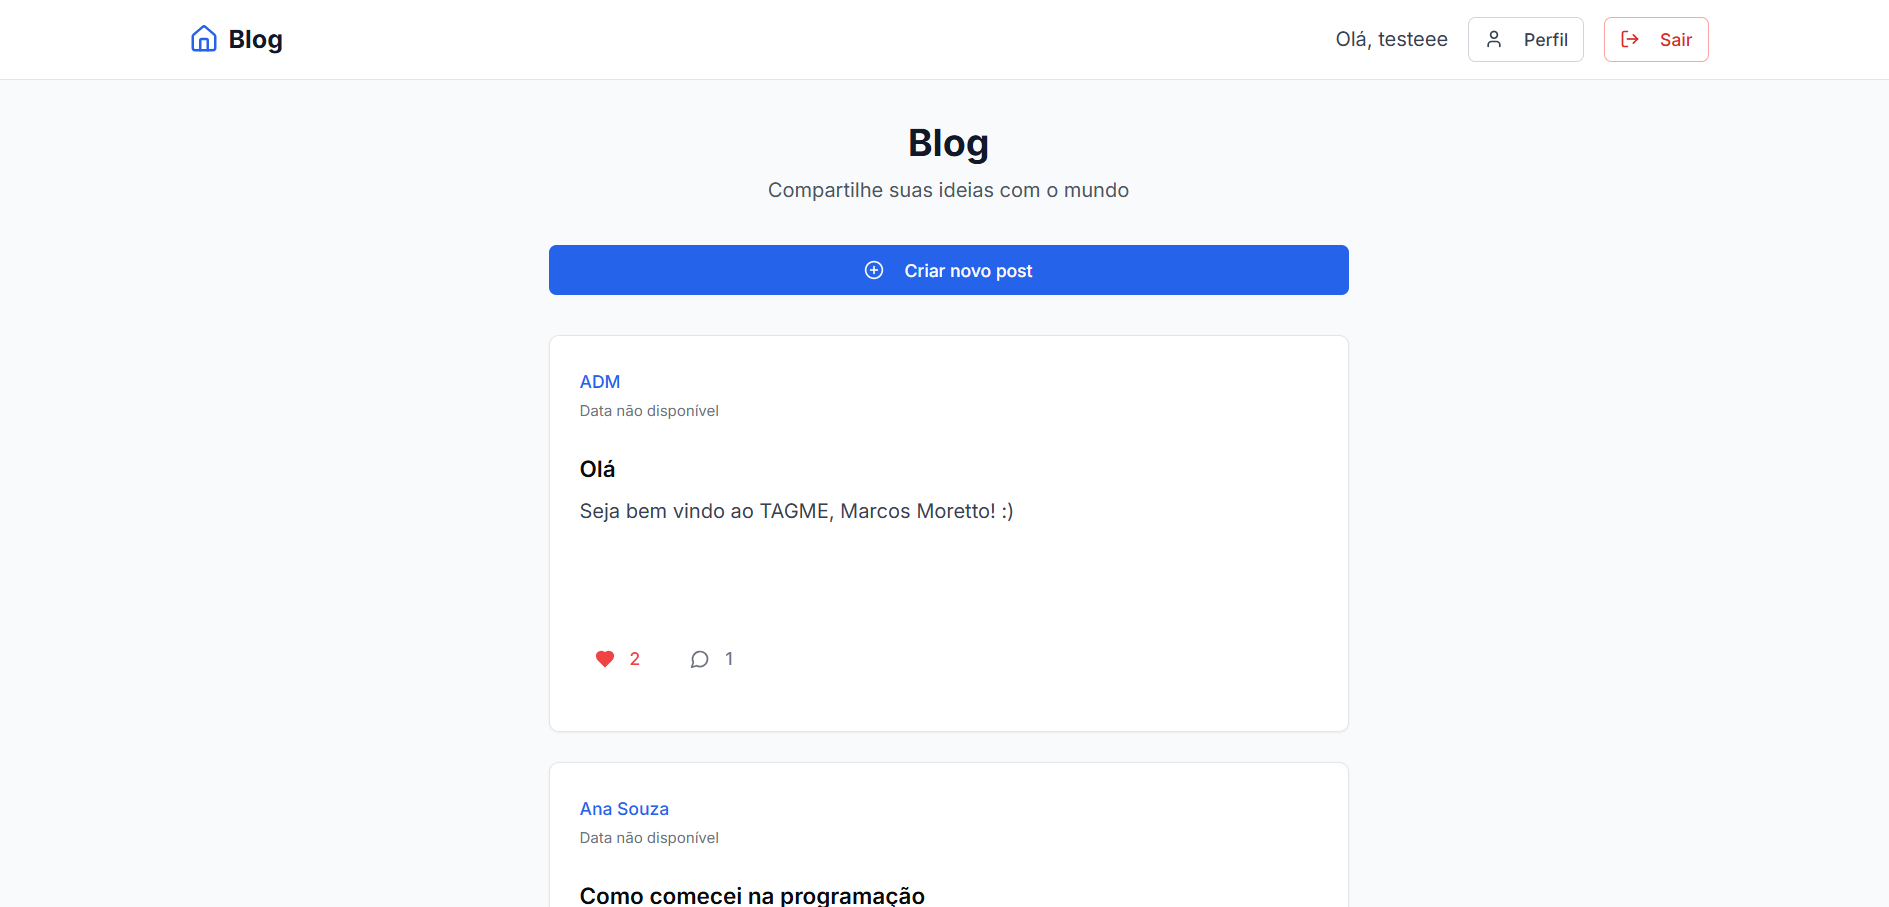 Blog
Olá, testeee
Perfil
Sair
Blog
Compartilhe suas ideias com o mundo
Criar novo post
ADM
Data não disponível
Olá
Seja bem vindo ao TAGME, Marcos Moretto! :)
2
1
Ana Souza
Data não disponível
Como comecei na programação